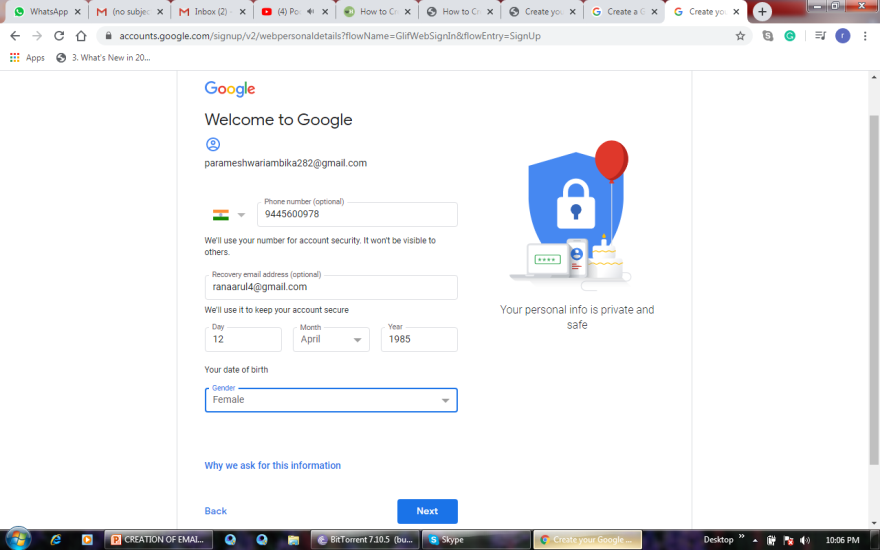 WhatsApp
(no subjec
Inbox (2) -
(4) Po
How to Cr
How to Cr
Create you
Create a G
Create you
accounts.google.com/signup/v2/webpersonaldetails?flowName=GlifWebSignIn&flowEntry=SignUp
r
Apps
3. What's New in 20...
Google
Welcome to Google
parameshwariambika282@gmail.com
Phone number (optional)
9445600978
We'll use your number for account security. It won't be visible to
others.
Recovery email address (optional)
ranaarul4@gmail.com
We'll use it to keep your account secure
Day
Month
Year
12
April
1985
Your date of birth
Gender
Female
Your personal info is private and
safe
Why we ask for this information
Back
Next
CREATION OF EMAI...
BitTorrent 7.10.5 (bu...
Skype
Create your Google ...
Desktop
10:06 PM